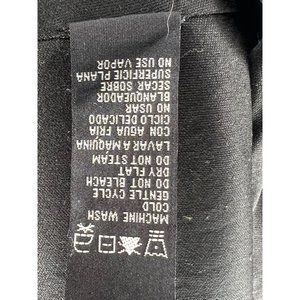 MACHINE WASH
COLD
GENTLE CYCLE
DO NOT BLEACH
DRY FLAT
DO NOT STEAM
LAVAR A MAQUINA
CON AGUA FRIA
CICLO DELICADO
NO USAR
BLANQUEADOR
SECAR SOBRE
SUPERFICIE PLANA
NO USE VAPOR